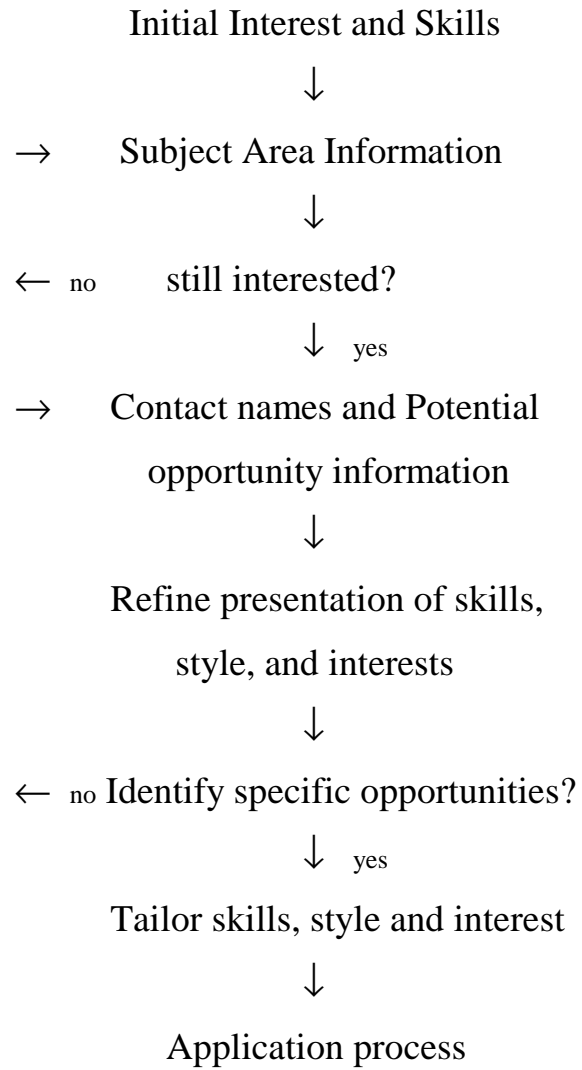 Initial Interest and Skills
↓
→ Subject Area Information
↓
← no still interested?
↓ yes
→ Contact names and Potential
opportunity information
↓
Refine presentation of skills,
style, and interests
↓
← no Identify specific opportunities?
↓ yes
Tailor skills, style and interest
↓
Application process